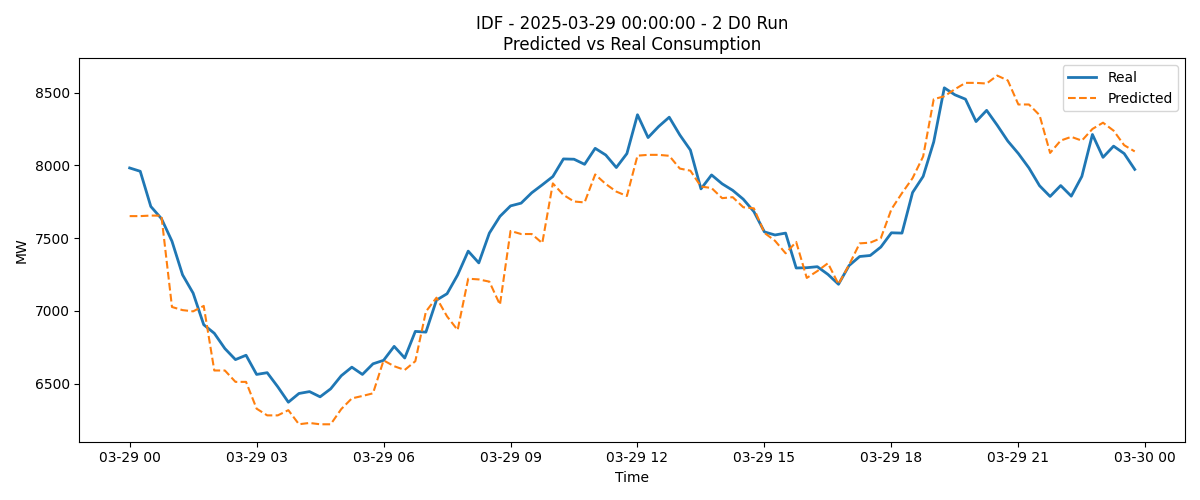 IDF - 2025-03-29 00:00:00 - 2 D0 Run
Predicted vs Real Consumption
Real
Predicted
8500
8000
7500
7000
6500
MW
03-29 00
03-29 03
03-29 06
03-29 09
03-29 12
03-29 15
03-29 18
03-29 21
03-30 00
Time